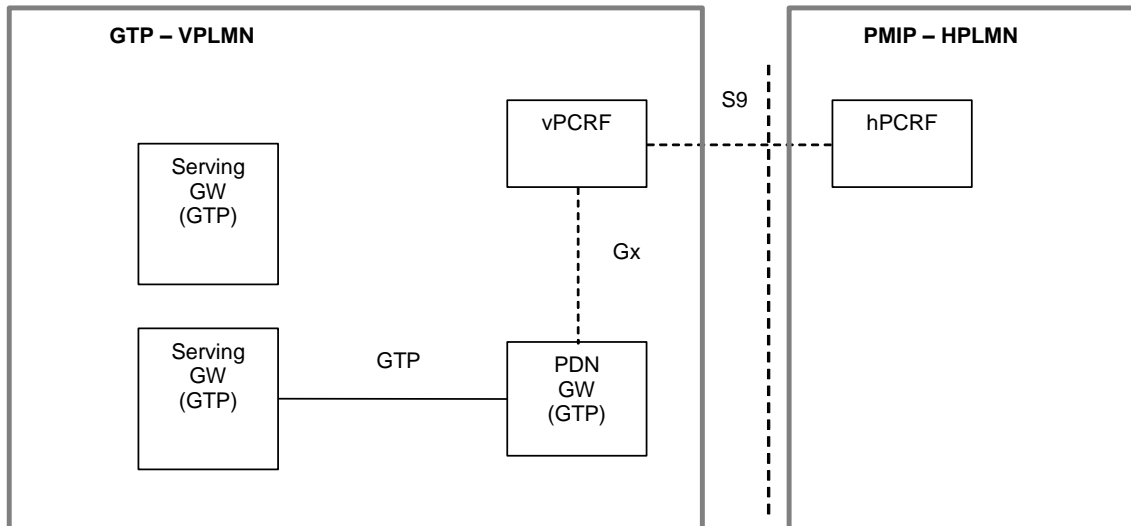 GTP – VPLMN
PMIP – HPLMN
S9
vPCRF
hPCRF
Serving
GW
(GTP)
Gx
Serving
GW
(GTP)
GTP
PDN
GW
(GTP)